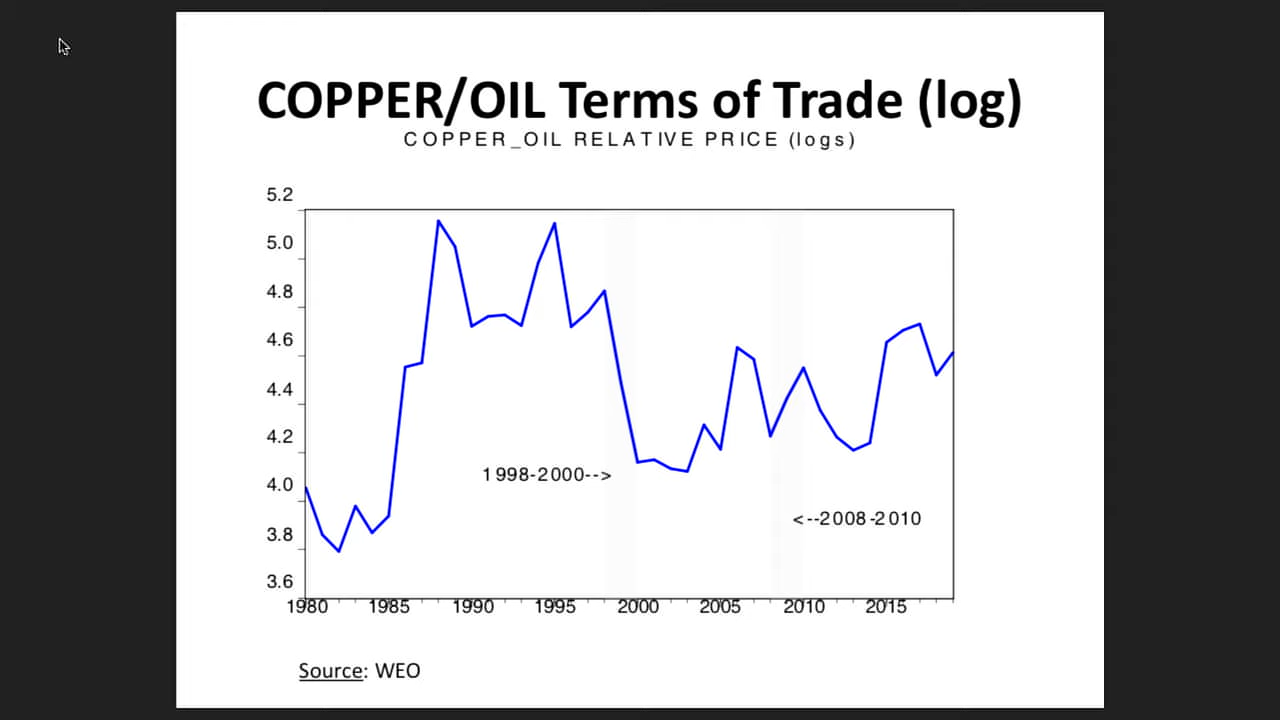 COPPER/OIL Terms of Trade (log)
COPPER_OIL RELATIVE PRICE (logs)
5.2
5.0
4.8
4.6
4.4
4.2
4.0
3.8
3.6
1998-2000-->
<--2008-2010
1980 1985 1990 1995 2000 2005 2010 2015
Source: WEO